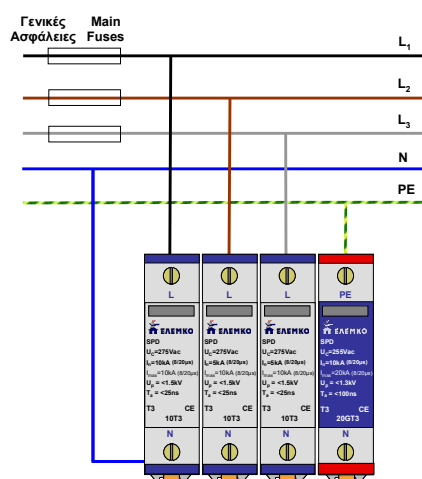 Γενικές Main
Ασφάλειες Fuses
L1
L2
L3
N
PE
L
ΕΛΕΜΚΟ
SPD
UC=275Vac
In=10kA (8/20μs)
Imax=10kA (8/20μs)
Up = <1.5kV
Ta = <25ns
T3 CE
10T3
N
L
ΕΛΕΜΚΟ
SPD
UC=275Vac
In=5kA (8/20μs)
Imax=10kA (8/20μs)
Up = <1.5kV
Ta = <25ns
T3 CE
10T3
N
L
ΕΛΕΜΚΟ
SPD
UC=275Vac
In=5kA (8/20μs)
Imax=10kA (8/20μs)
Up = <1.5kV
Ta = <25ns
T3 CE
10T3
N
PE
ΕΛΕΜΚΟ
SPD
UC=255Vac
In=10kA (8/20μs)
Imax=20kA (8/20μs)
Up = <1.3kV
Ta = <100ns
T3 CE
20GT3
N